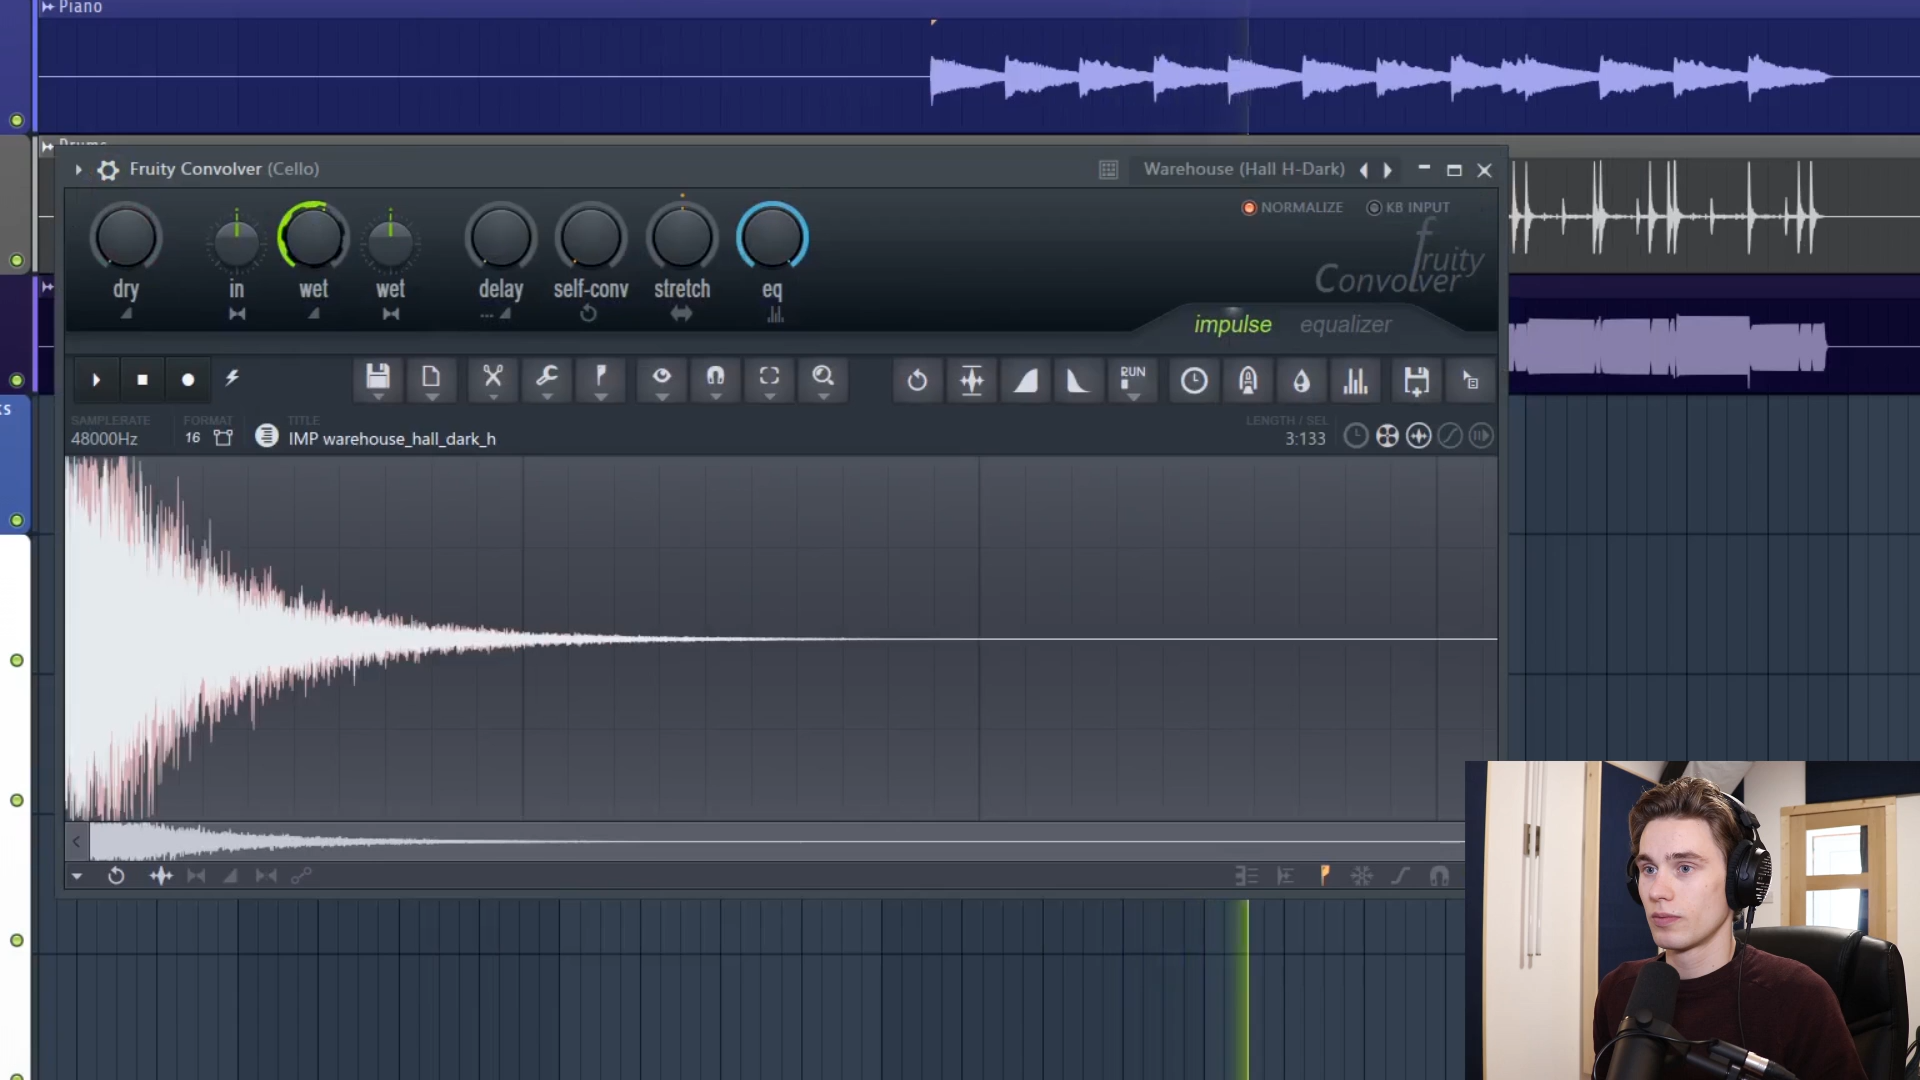 Piano
Drums
Fruity Convolver (Cello)
Warehouse (Hall H-Dark)
NORMALIZE
KB INPUT
fruity
Convolver
dry
in
wet
wet
delay
self-conv
stretch
eq
impulse
equalizer
RUN
SAMPLERATE
48000Hz
FORMAT
16
TITLE
IMP warehouse_hall_dark_h
LENGTH / SEL
3:133